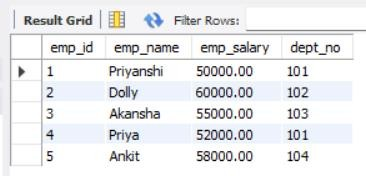 Result Grid Filter Rows:
emp_id emp_name emp_salary dept_no
1 Priyanshi 50000.00 101
2 Dolly 60000.00 102
3 Akansha 55000.00 103
4 Priya 52000.00 101
5 Ankit 58000.00 104